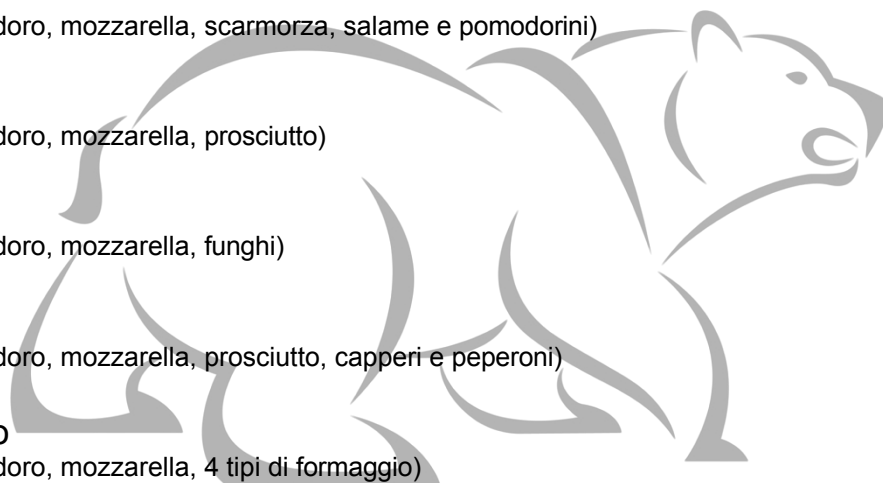 doro, mozzarella, scarmorza, salame e pomodorini)
doro, mozzarella, prosciutto)
doro, mozzarella, funghi)
doro, mozzarella, prosciutto, capperi e peperoni)
o
doro, mozzarella, 4 tipi di formaggio)